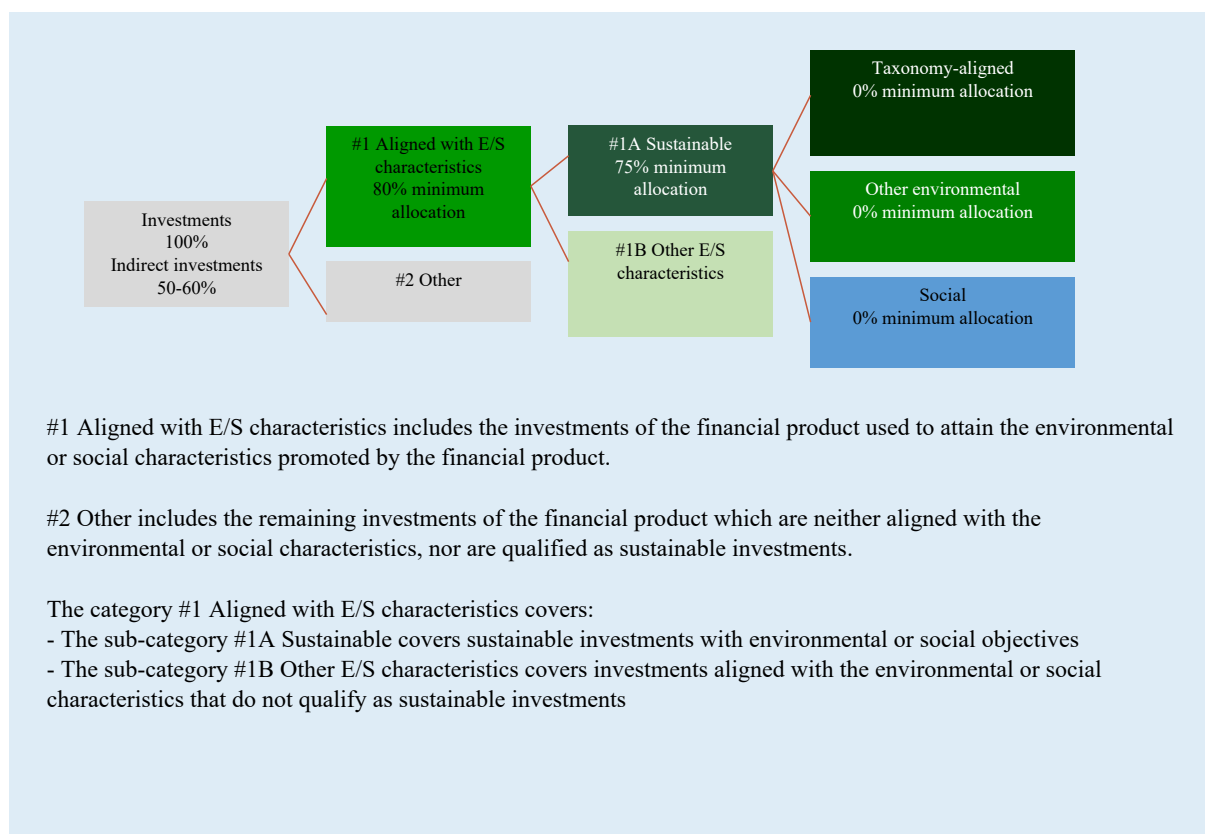 Investments
100%
Indirect investments
50-60%
#1 Aligned with E/S
characteristics
80% minimum
allocation
#2 Other
#1A Sustainable
75% minimum
allocation
#1B Other E/S
characteristics
Taxonomy-aligned
0% minimum allocation
Other environmental
0% minimum allocation
Social
0% minimum allocation
#1 Aligned with E/S characteristics includes the investments of the financial product used to attain the environmental
or social characteristics promoted by the financial product.
#2 Other includes the remaining investments of the financial product which are neither aligned with the
environmental or social characteristics, nor are qualified as sustainable investments.
The category #1 Aligned with E/S characteristics covers:
- The sub-category #1A Sustainable covers sustainable investments with environmental or social objectives
- The sub-category #1B Other E/S characteristics covers investments aligned with the environmental or social
characteristics that do not qualify as sustainable investments